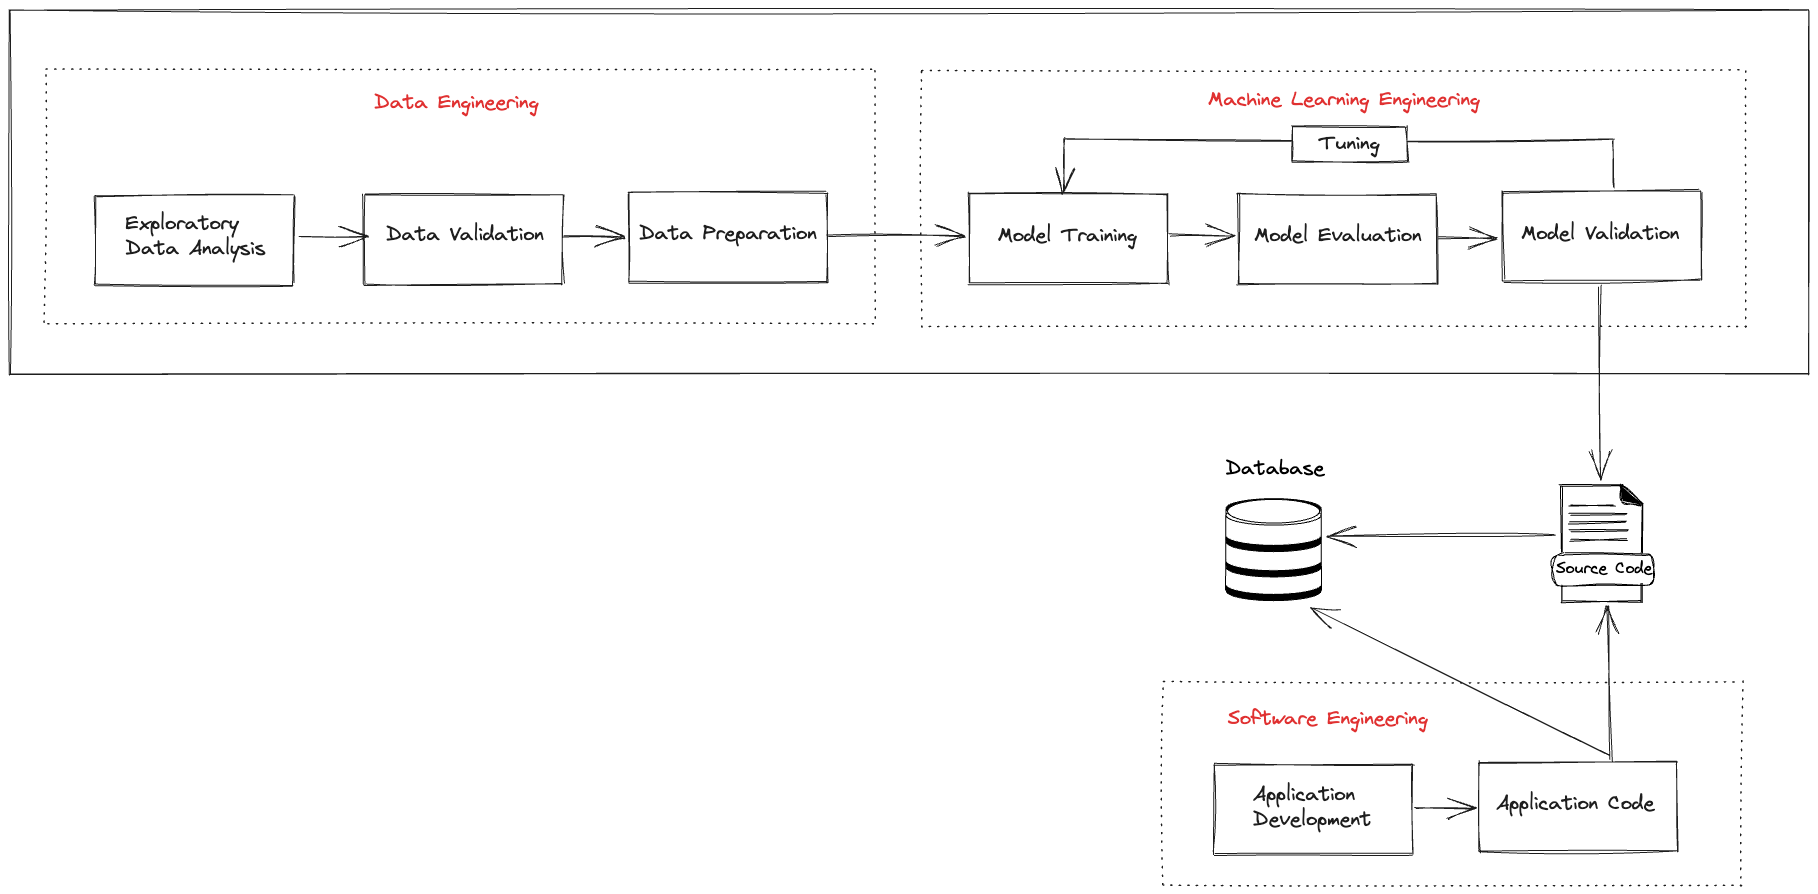 Data Engineering
Machine Learning Engineering
Tuning
Exploratory
Data Analysis
Data Validation
Data Preparation
Model Training
Model Evaluation
Model Validation
Database
Source Code
Software Engineering
Application
Development
Application Code